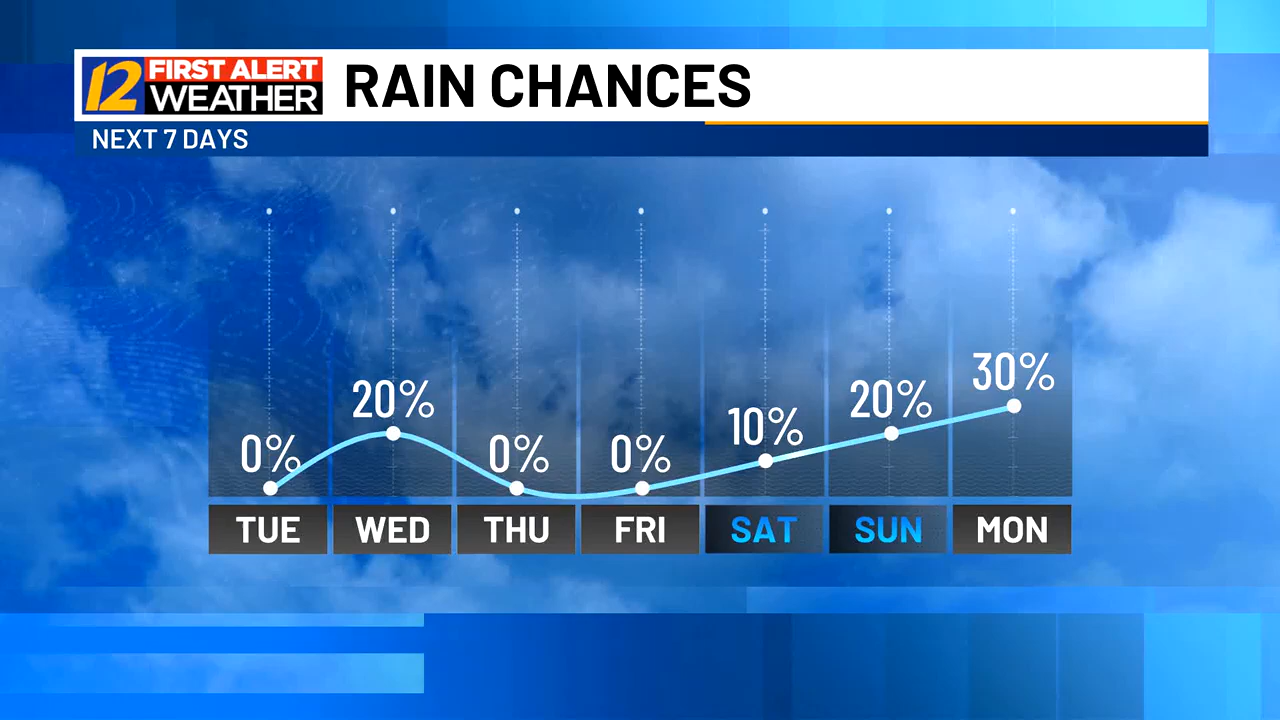 12 FIRST ALERT
WEATHER
RAIN CHANCES
NEXT 7 DAYS
0% 20% 0% 0% 10% 20% 30%
TUE WED THU FRI SAT SUN MON